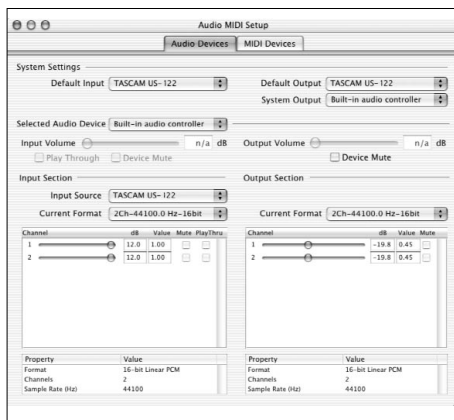 Audio MIDI Setup
Audio Devices MIDI Devices
System Settings
Default Input TASCAM US-122 Default Output TASCAM US-122
System Output Built-in audio controller
Selected Audio Device Built-in audio controller
Input Volume n/a dB Output Volume n/a dB
Play Through Device Mute Device Mute
Input Section Output Section
Input Source TASCAM US-122
Current Format 2Ch-44100.0 Hz-16bit Current Format 2Ch-44100.0 Hz-16bit
Channel dB Value Mute PlayThru Channel dB Value Mute
1 12.0 1.00 1 -19.8 0.45
2 12.0 1.00 2 -19.8 0.45
Property Value Property Value
Format 16-bit Linear PCM Format 16-bit Linear PCM
Channels 2 Channels 2
Sample Rate (Hz) 44100 Sample Rate (Hz) 44100